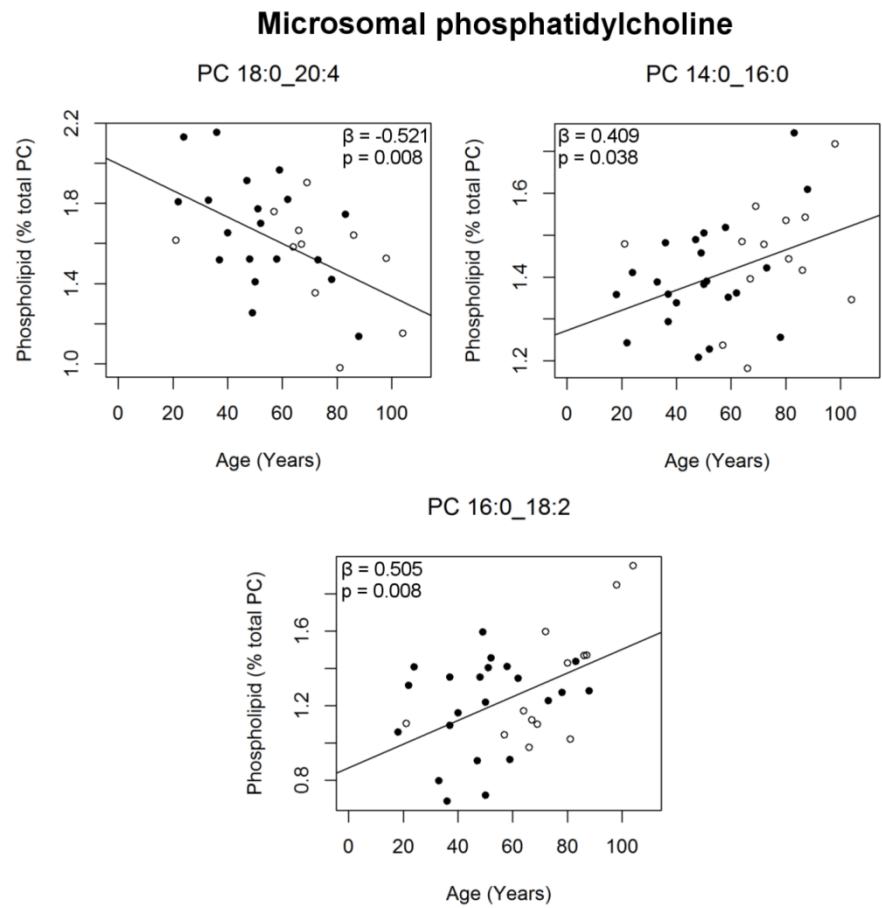 Microsomal phosphatidylcholine
PC 18:0_20:4
Phospholipid (% total PC)
2.2
1.8
1.4
1.0
β = -0.521
p = 0.008
0 20 40 60 80 100
Age (Years)
PC 14:0_16:0
Phospholipid (% total PC)
1.6
1.4
1.2
β = 0.409
p = 0.038
0 20 40 60 80 100
Age (Years)
PC 16:0_18:2
Phospholipid (% total PC)
1.6
1.2
0.8
β = 0.505
p = 0.008
0 20 40 60 80 100
Age (Years)